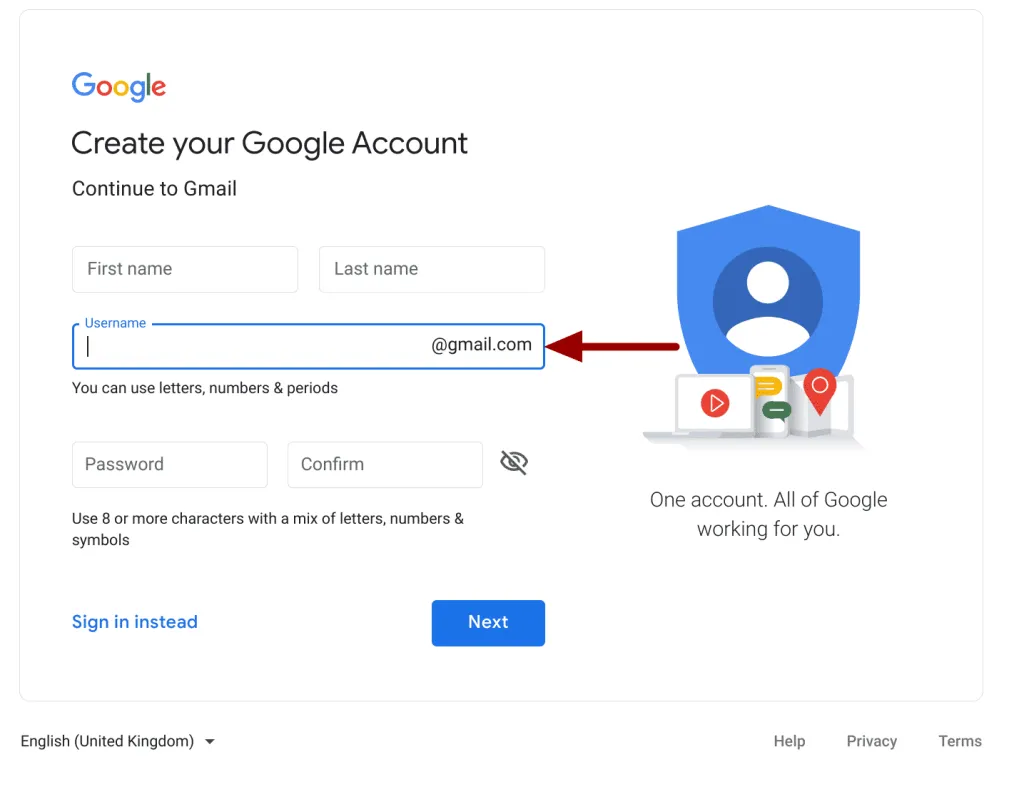 Google
Create your Google Account
Continue to Gmail
First name
Last name
Username
@gmail.com
You can use letters, numbers & periods
Password
Confirm
Use 8 or more characters with a mix of letters, numbers &
symbols
Sign in instead
Next
One account. All of Google
working for you.
English (United Kingdom)
Help
Privacy
Terms